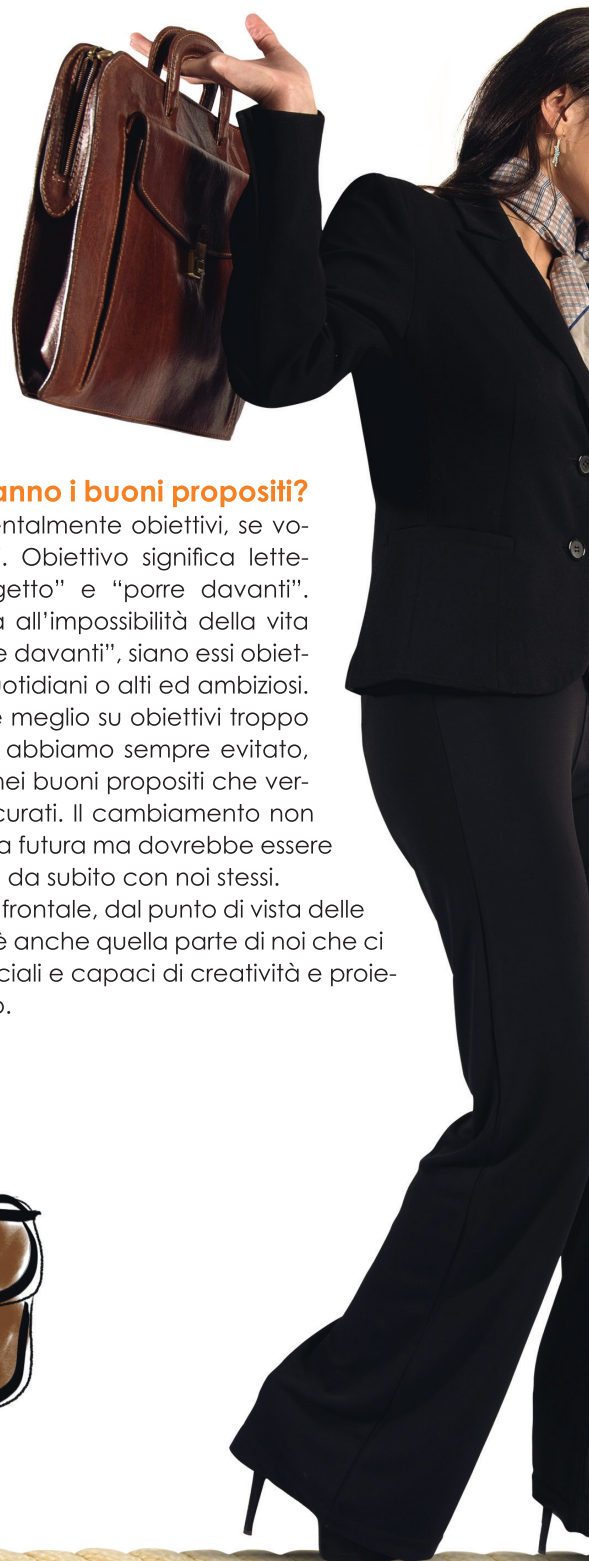 anno i buoni propositi?
entalmente obiettivi, se vo-
. Obiettivo significa lette-
getto” e “porre davanti”.
a all’impossibilità della vita
e davanti”, siano essi obiet-
uotidiani o alti ed ambiziosi.
e meglio su obiettivi troppo
abbiamo sempre evitato,
nei buoni propositi che ver-
curati. Il cambiamento non
a futura ma dovrebbe essere
da subito con noi stessi.
frontale, dal punto di vista delle
è anche quella parte di noi che ci
ciali e capaci di creatività e proie-
o.